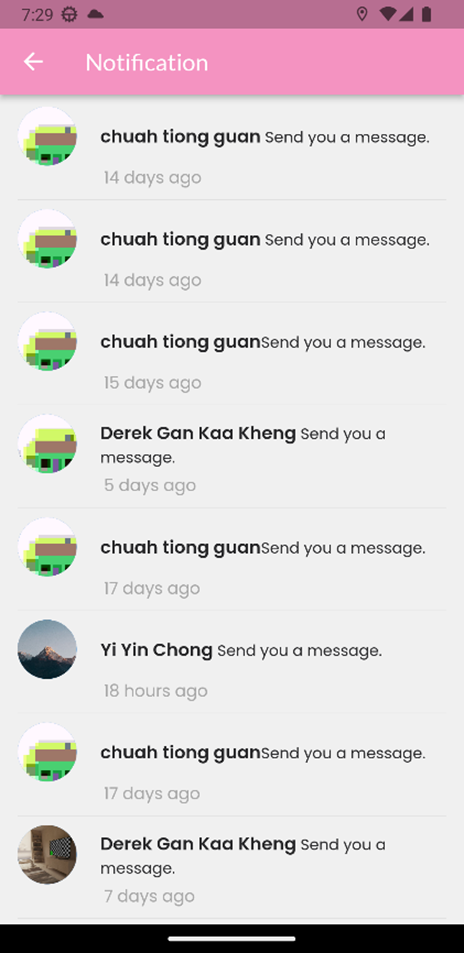 7:29
Notification
chuah tiong guan Send you a message.
14 days ago
chuah tiong guan Send you a message.
14 days ago
chuah tiong guanSend you a message.
15 days ago
Derek Gan Kaa Kheng Send you a
message.
5 days ago
chuah tiong guanSend you a message.
17 days ago
Yi Yin Chong Send you a message.
18 hours ago
chuah tiong guanSend you a message.
17 days ago
Derek Gan Kaa Kheng Send you a
message.
7 days ago